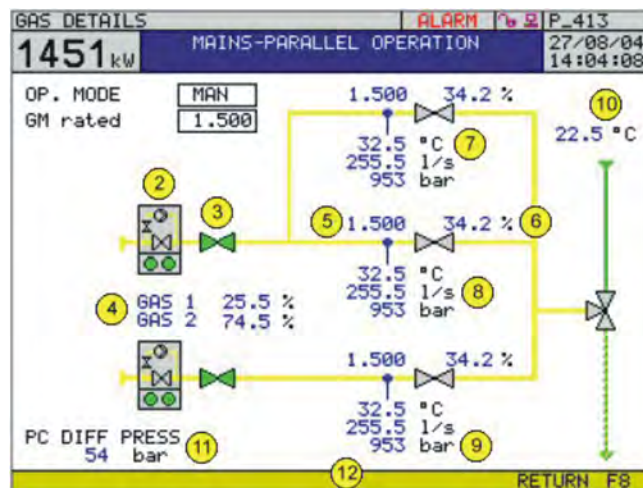 GAS DETAILS ALARM P_413
1451 kW MAINS-PARALLEL OPERATION 27/08/04
14:04:08
OP. MODE MAN 1.500 34.2 % 10
GM rated 1.500 22.5 °C
32.5 °C 7
255.5 l/s
953 bar
2 3 5 1.500 34.2 % 6
32.5 °C
4 GAS 1 25.5 % 255.5 l/s 8
GAS 2 74.5 % 953 bar
1.500 34.2 %
32.5 °C
PC DIFF PRESS 11 255.5 l/s
54 bar 953 bar 9
12 RETURN F8